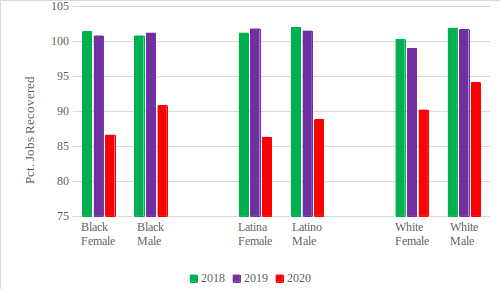 105
100
95
90
85
80
75
Pct. Jobs Recovered
Black Female
Black Male
Latina Female
Latino Male
White Female
White Male
2018 2019 2020